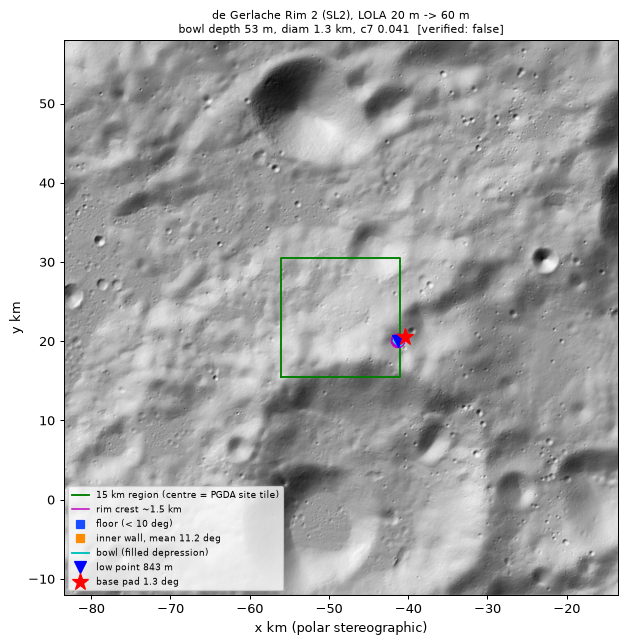 de Gerlache Rim 2 (SL2), LOLA 20 m -> 60 m
bowl depth 53 m, diam 1.3 km, c7 0.041  [verified: false]
y km
50
40
30
20
10
0
−10
15 km region (centre = PGDA site tile)
rim crest ~1.5 km
floor (< 10 deg)
inner wall, mean 11.2 deg
bowl (filled depression)
low point 843 m
base pad 1.3 deg
−80
−70
−60
−50
−40
−30
−20
x km (polar stereographic)